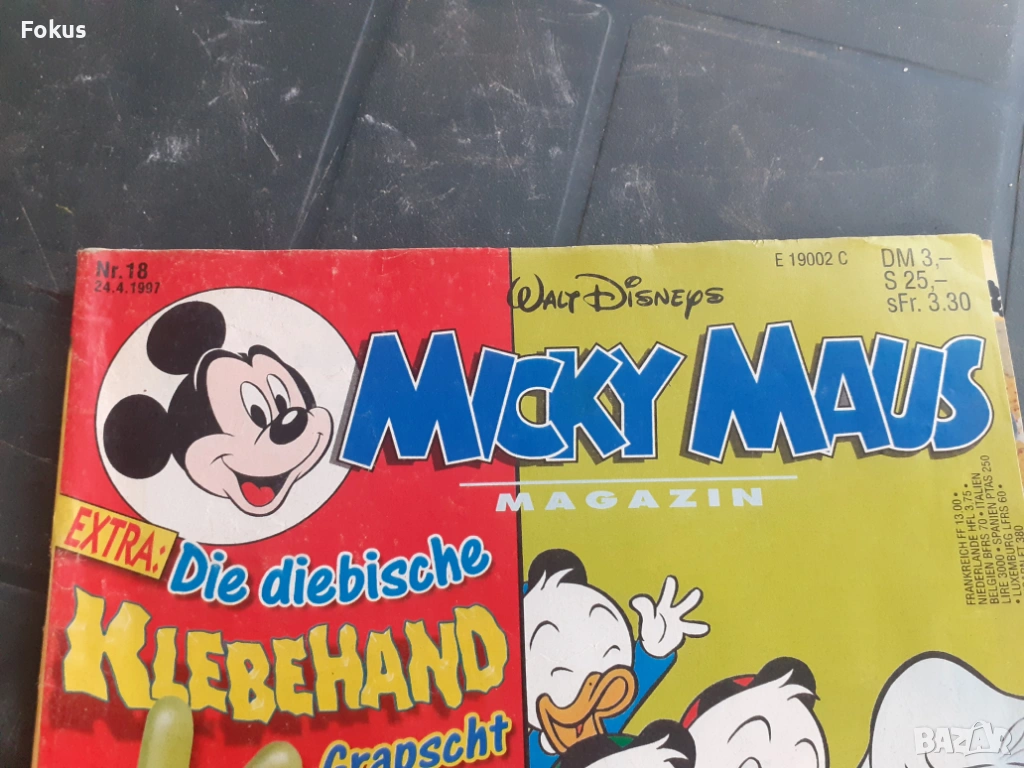 Fokus
Nr. 18
24.4.1997
E 19002 C
DM 3,–
S 25,–
sFr. 3.30
WALT DISNEYS
MICKY MAUS
MAGAZIN
FRANKREICH FF 13.00 •
NIEDERLANDE HFL 3.75 •
BELGIEN BFRS 70 • ITALIEN
LIRE 3000 • SPANIEN PTAS 250
• LUXEMBURG LFRS 60 •
EXTRA:
Die diebische
KLEBEHAND
Grapscht
BAZAR